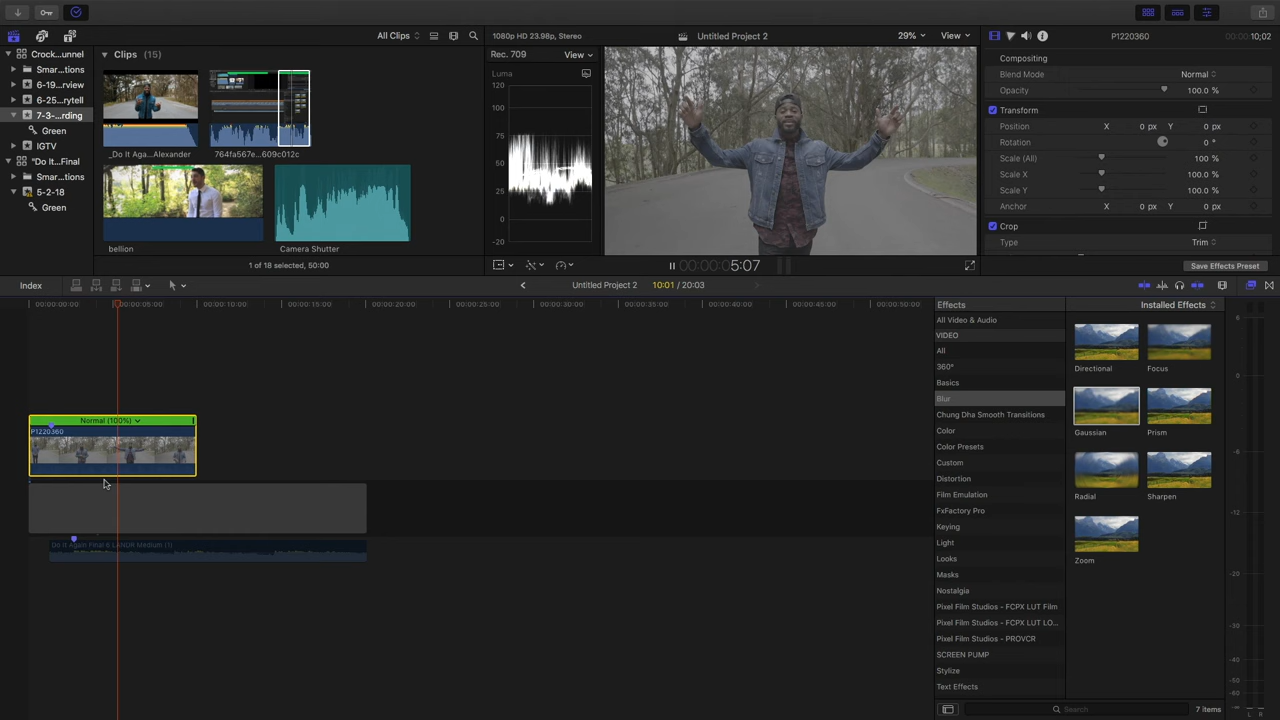 All Clips
1080p HD 23.98p, Stereo
Untitled Project 2
29%
View
P1220360
10;02
Crock...unnel
Clips (15)
Rec. 709
View
Compositing
Smar...tions
Luma
Blend Mode
Normal
6-19...rview
Opacity
100.0 %
6-25...rytell
120
100
75
50
25
0
-20
Transform
7-3-...rding
Position
X
0 px
Y
0 px
Green
Rotation
0 °
IGTV
_Do It Aga...Alexander
764fa567e...609c012c
Scale (All)
100 %
"Do It...Final
Scale X
100.0 %
Smar...tions
Scale Y
100.0 %
5-2-18
Anchor
X
0 px
Y
0 px
Green
Crop
bellion
Camera Shutter
Type
Trim
1 of 18 selected, 50:00
00:00:00:05:07
Save Effects Preset
Index
Untitled Project 2
10:01 / 20:03
00:00:00:00
00:00:05:00
00:00:10:00
00:00:15:00
00:00:20:00
00:00:25:00
00:00:30:00
00:00:35:00
00:00:40:00
00:00:45:00
00:00:50:00
Effects
Installed Effects
All Video & Audio
VIDEO
All
360°
Basics
Blur
Chung Dha Smooth Transitions
Color
Color Presets
Custom
Distortion
Film Emulation
FxFactory Pro
Keying
Light
Looks
Masks
Nostalgia
Pixel Film Studios - FCPX LUT Film
Pixel Film Studios - FCPX LUT LO...
Pixel Film Studios - PROVCR
SCREEN PUMP
Stylize
Text Effects
Directional
Focus
Gaussian
Prism
Radial
Sharpen
Zoom
Search
7 items
Normal (100%)
P1220360
Do It Again Final 6 LANDR Medium (1)
6
0
-6
-12
-20
-30
-40
-50
-60
L
R